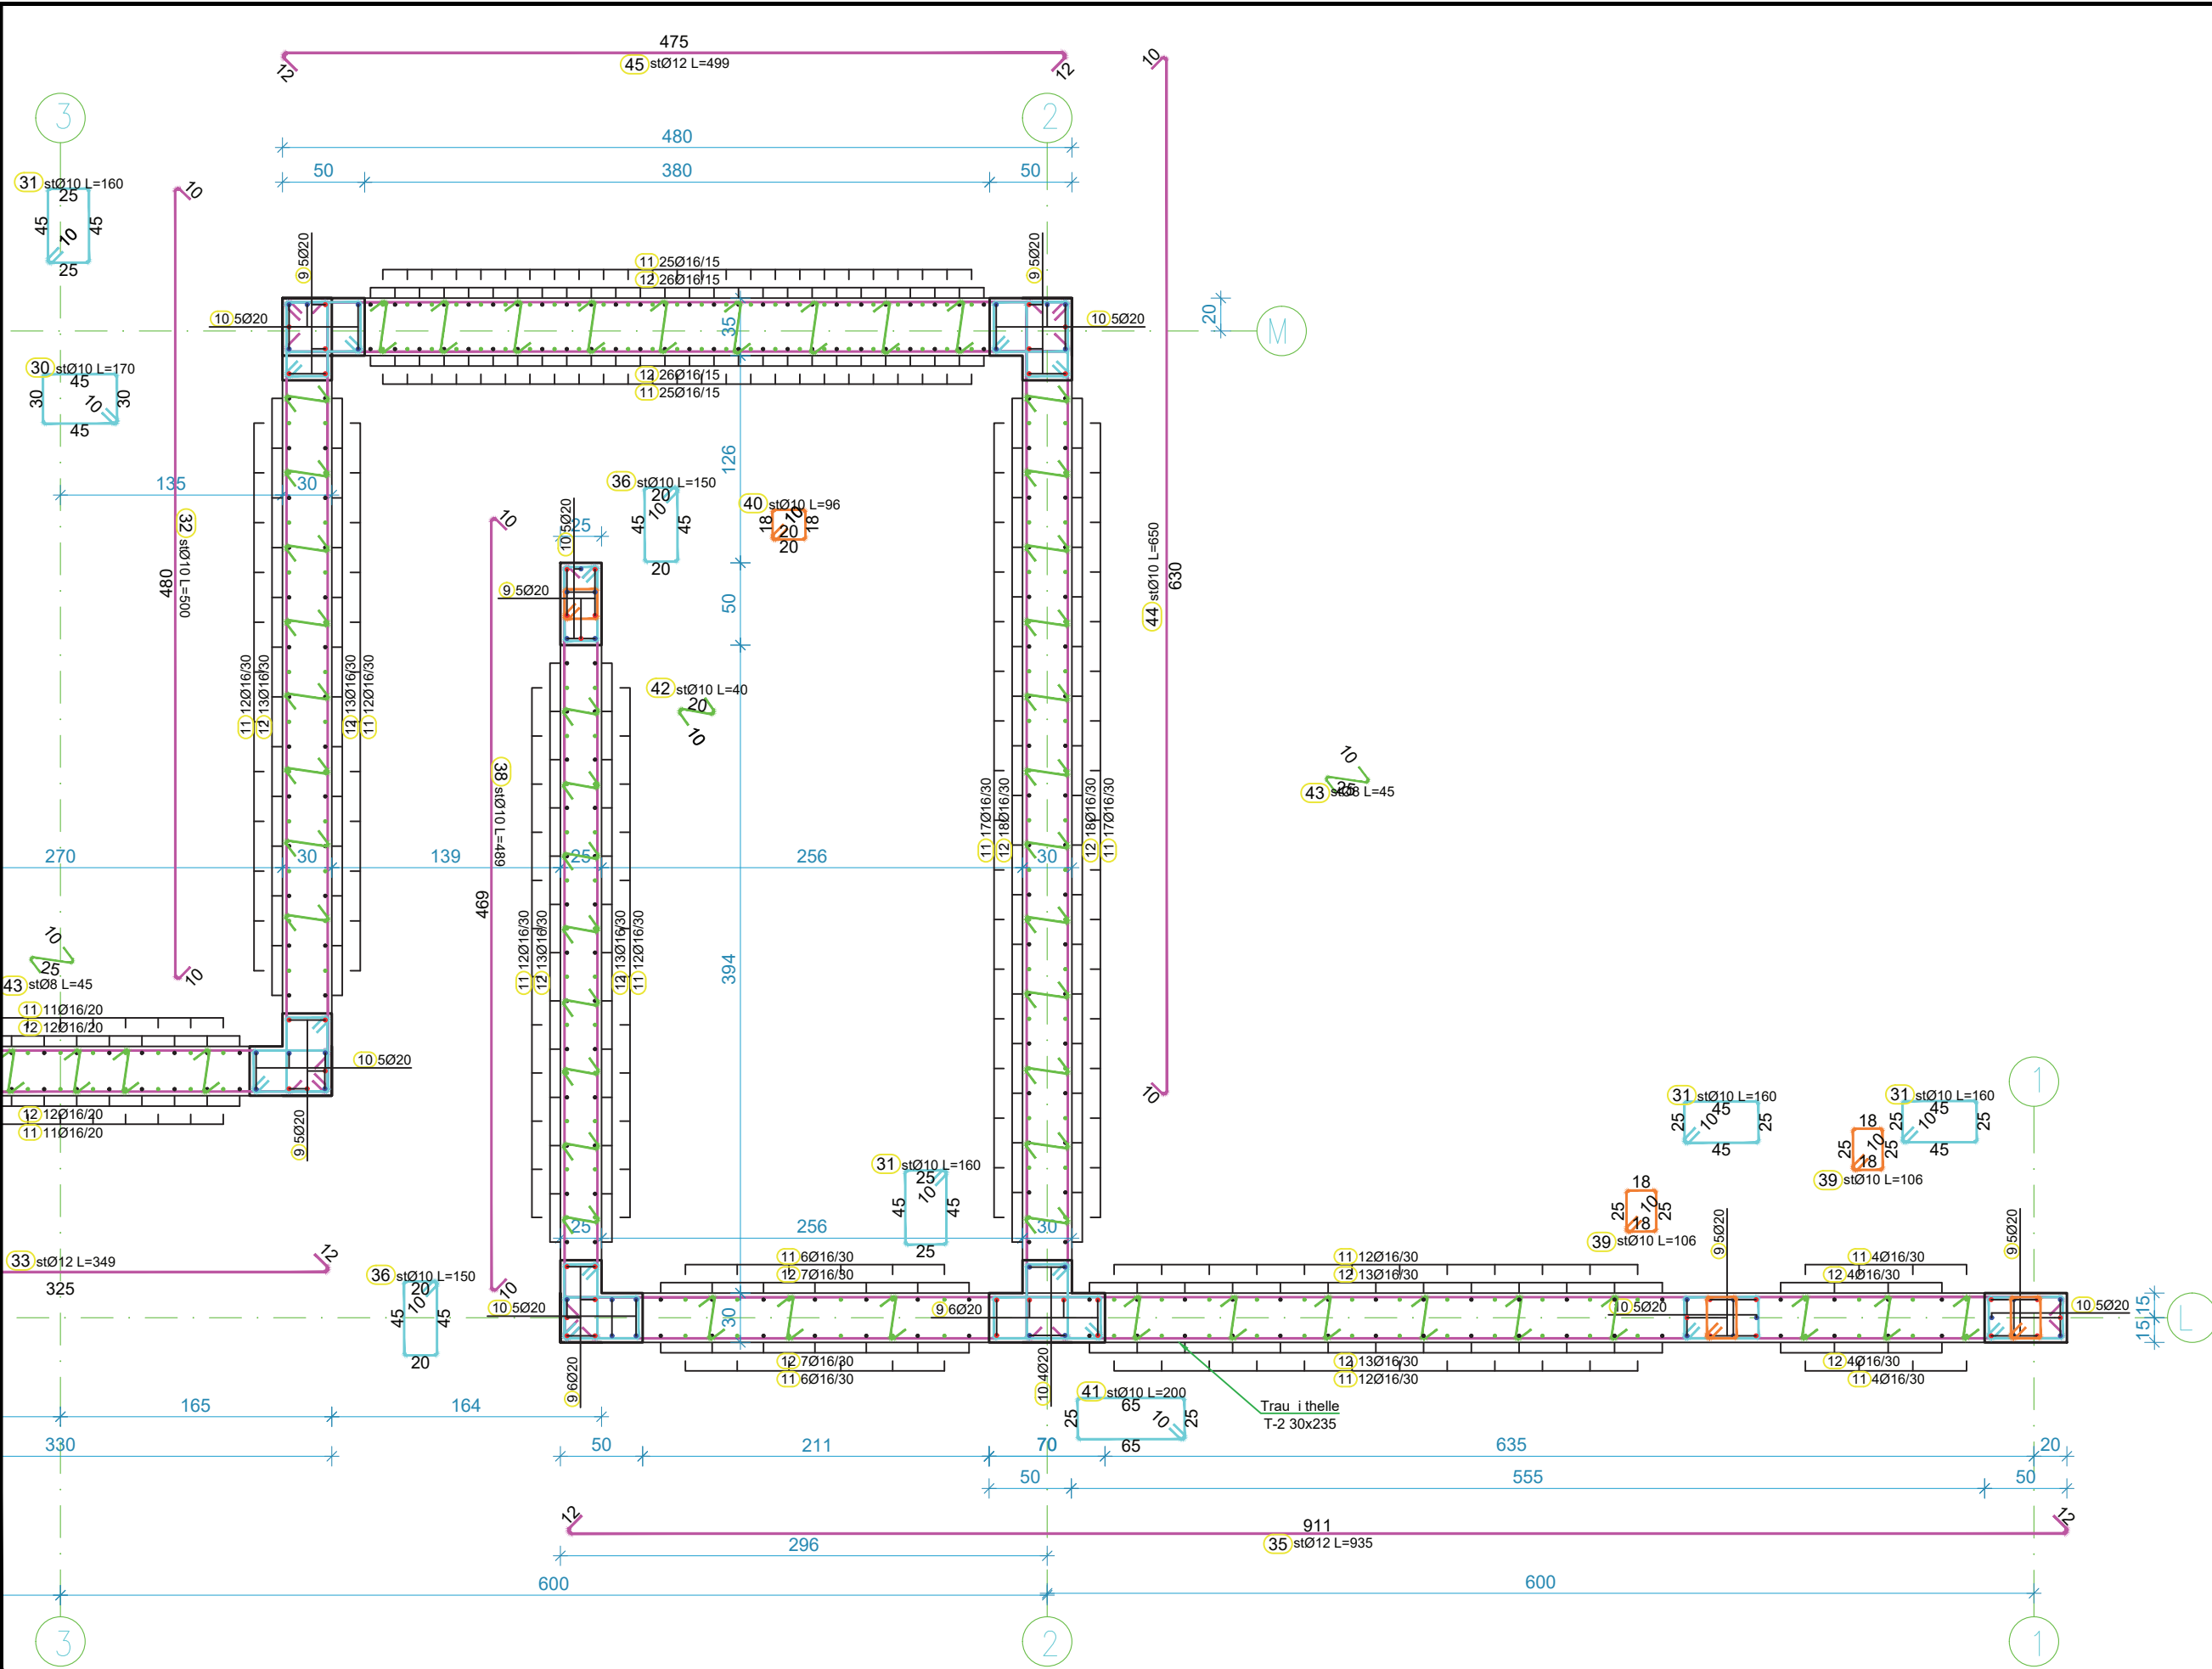 475
45 stØ12 L=499
12
12
10
3
2
480
50
380
50
31 stØ10 L=160
25
45
45
10
25
10
9 5Ø20
9 5Ø20
11 25Ø16/15
12 26Ø16/15
10 5Ø20
10 5Ø20
35
20
M
30 stØ10 L=170
45
30
30
10
45
12 26Ø16/15
11 25Ø16/15
126
135
30
36 stØ10 L=150
20
45
10
45
20
40 stØ10 L=96
18
10
18
20
20
10
10 5Ø20
25
32 stØ10 L=500
480
44 stØ10 L=650
630
9 5Ø20
50
11 12Ø16/30
12 13Ø16/30
12 13Ø16/30
11 12Ø16/30
42 stØ10 L=40
20
10
38 stØ10 L=489
469
10
25
43 stØ8 L=45
11 17Ø16/30
12 18Ø16/30
12 18Ø16/30
11 17Ø16/30
270
30
139
25
256
30
11 12Ø16/30
12 13Ø16/30
12 13Ø16/30
11 12Ø16/30
394
10
25
43 stØ8 L=45
10
11 11Ø16/20
12 12Ø16/20
10 5Ø20
12 12Ø16/20
11 11Ø16/20
9 5Ø20
10
1
31 stØ10 L=160
45
25
10
25
45
31 stØ10 L=160
45
25
10
25
45
18
25
10
25
18
39 stØ10 L=106
31 stØ10 L=160
25
45
10
45
25
18
25
10
25
18
39 stØ10 L=106
25
256
30
9 5Ø20
9 5Ø20
33 stØ12 L=349
12
325
36 stØ10 L=150
20
45
10
45
20
10
11 6Ø16/30
12 7Ø16/30
11 12Ø16/30
12 13Ø16/30
11 4Ø16/30
12 4Ø16/30
10 5Ø20
30
9 6Ø20
10 5Ø20
10 5Ø20
15
15
L
12 7Ø16/30
11 6Ø16/30
12 13Ø16/30
11 12Ø16/30
12 4Ø16/30
11 4Ø16/30
9 6Ø20
10 4Ø20
41 stØ10 L=200
65
25
10
25
65
Trau i thelle
T-2 30x235
165
164
330
50
211
70
635
20
50
555
50
12
911
12
35 stØ12 L=935
296
600
600
3
2
1